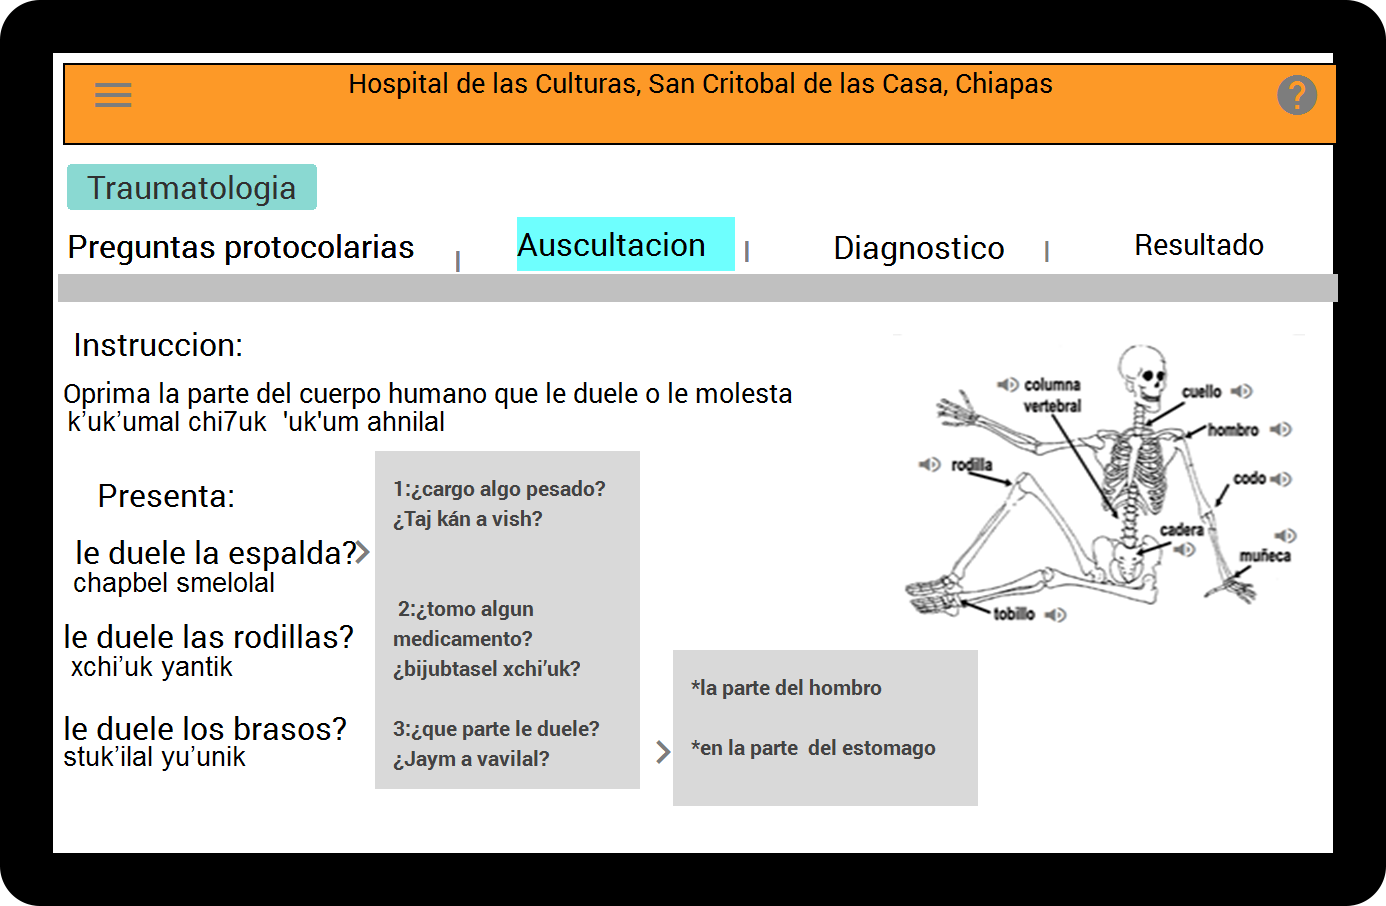 Hospital de las Culturas, San Critobal de las Casa, Chiapas
?
Traumatologia
Preguntas protocolarias | Auscultacion | Diagnostico | Resultado
Instruccion:
Oprima la parte del cuerpo humano que le duele o le molesta
k’uk’umal chi7uk 'uk'um ahnilal
Presenta:
le duele la espalda?
chapbel smelolal
le duele las rodillas?
xchi’uk yantik
le duele los brasos?
stuk’ilal yu’unik
1:¿cargo algo pesado?
¿Taj kán a vish?
2:¿tomo algun
medicamento?
¿bijubtasel xchi’uk?
3:¿que parte le duele?
¿Jaym a vavilal?
*la parte del hombro
*en la parte del estomago
columna
vertebral
cuello
hombro
rodilla
codo
cadera
muñeca
tobillo